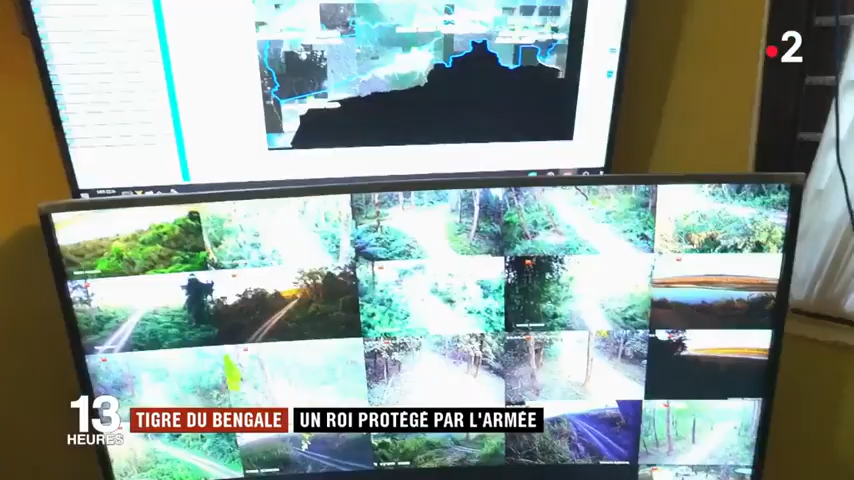 2
13 HEURES
TIGRE DU BENGALE
UN ROI PROTÉGÉ PAR L'ARMÉE